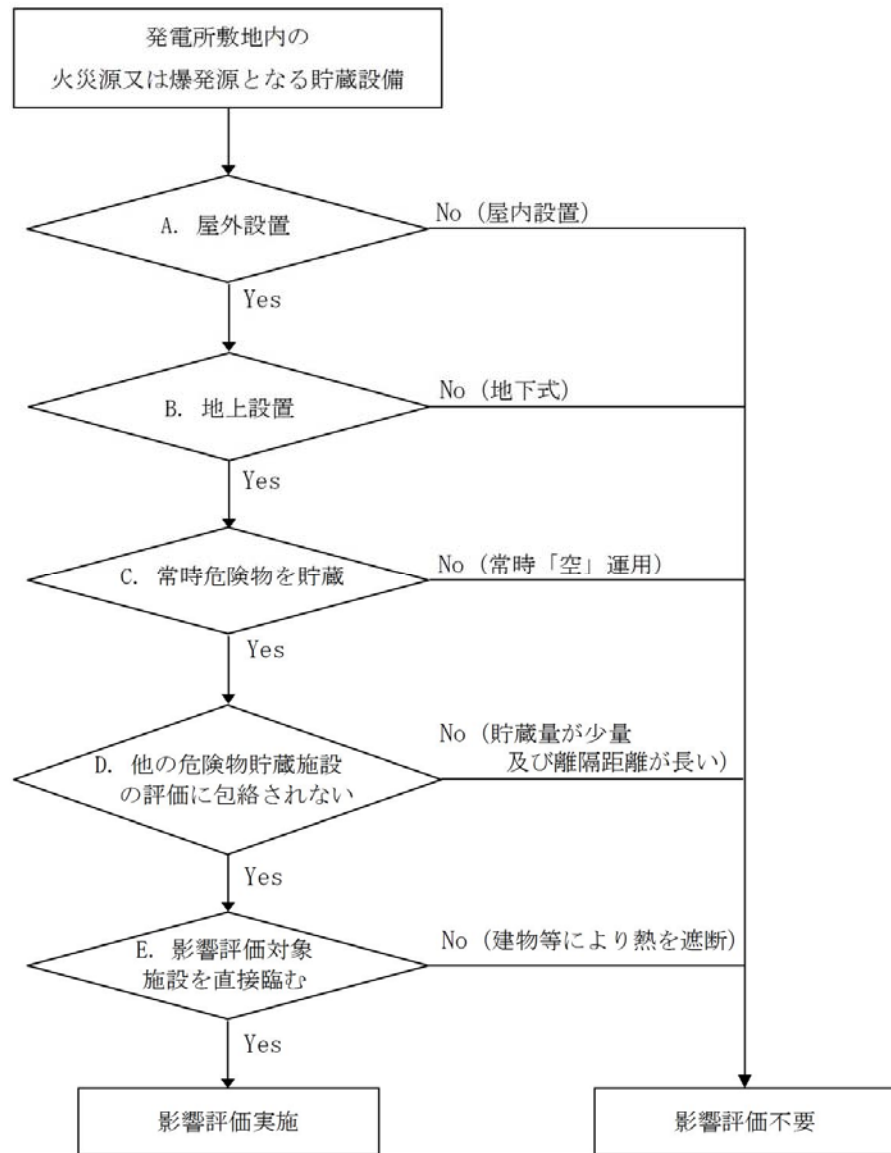 発電所敷地内の
火災源又は爆発源となる貯蔵設備
A. 屋外設置
No (屋内設置)
Yes
B. 地上設置
No (地下式)
Yes
C. 常時危険物を貯蔵
No (常時「空」運用)
Yes
D. 他の危険物貯蔵施設
の評価に包絡されない
No (貯蔵量が少量
及び離隔距離が長い)
Yes
E. 影響評価対象
施設を直接臨む
No (建物等により熱を遮断)
Yes
影響評価実施
影響評価不要